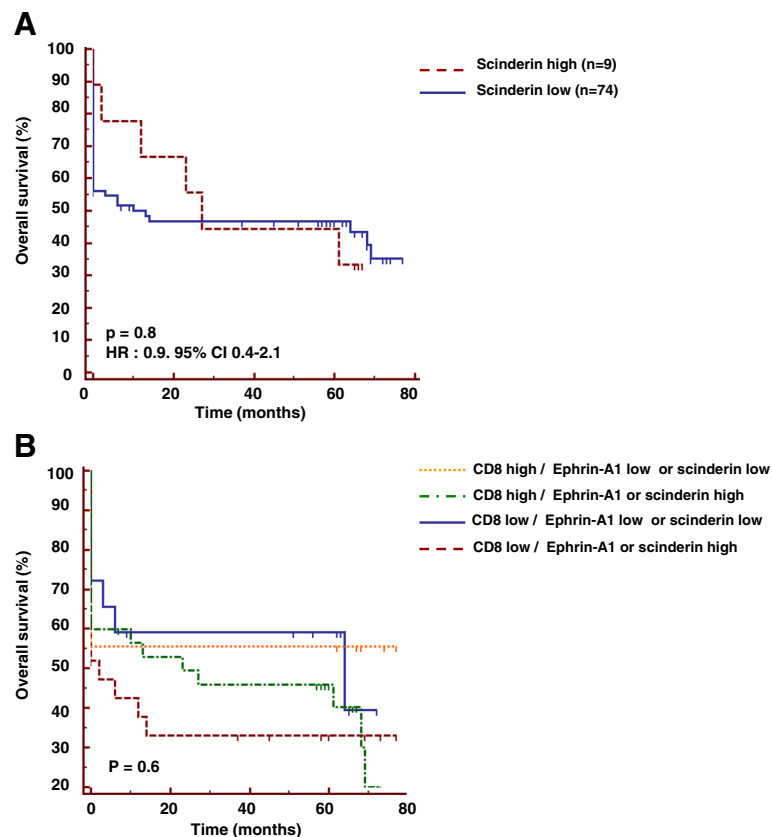 A
Scinderin high (n=9)
Scinderin low (n=74)
Overall survival (%)
100
90
80
70
60
50
40
30
20
10
0
p = 0.8
HR : 0.9. 95% CI 0.4-2.1
0 20 40 60 80
Time (months)
B
CD8 high / Ephrin-A1 low or scinderin low
CD8 high / Ephrin-A1 or scinderin high
CD8 low / Ephrin-A1 low or scinderin low
CD8 low / Ephrin-A1 or scinderin high
Overall survival (%)
100
90
80
70
60
50
40
30
20
P = 0.6
0 20 40 60 80
Time (months)